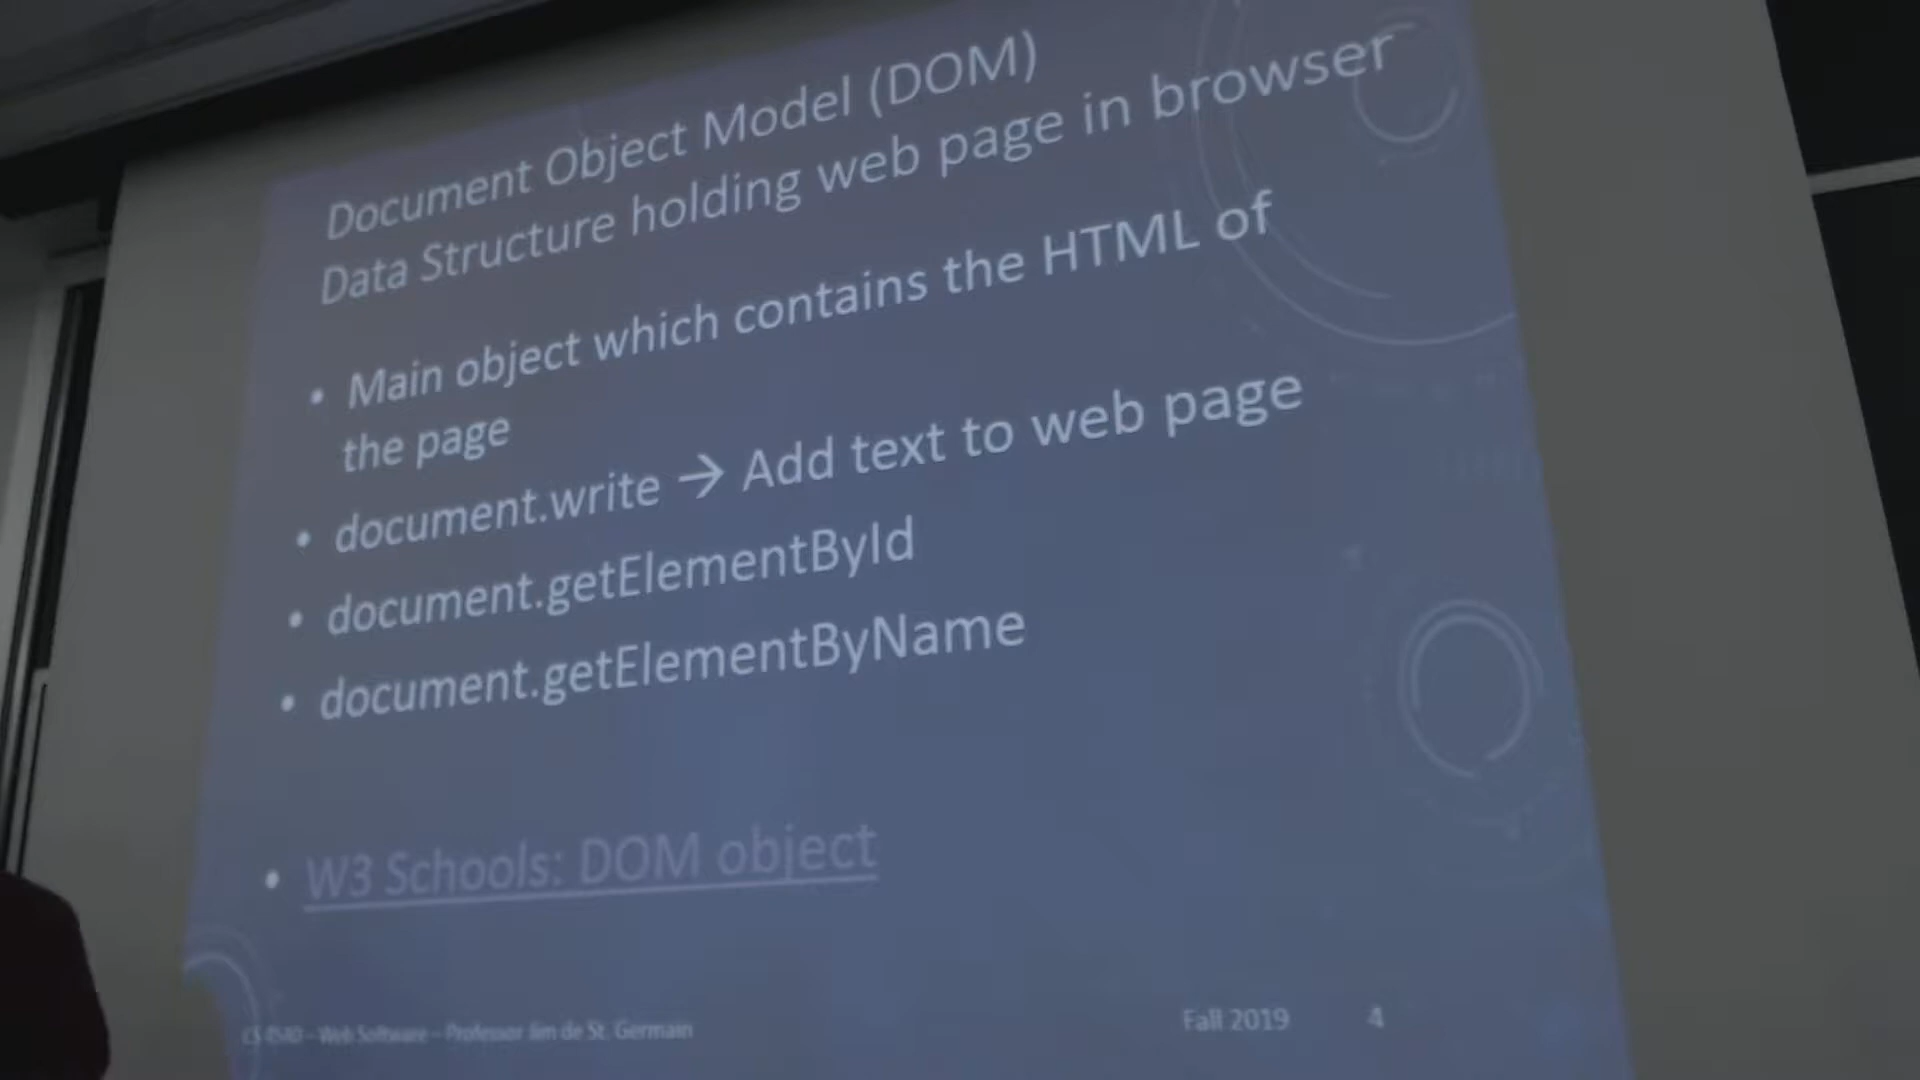 Document Object Model (DOM)
Data Structure holding web page in browser
• Main object which contains the HTML of
the page
• document.write → Add text to web page
• document.getElementById
• document.getElementByName
• W3 Schools: DOM object
CS 4540 – Web Software – Professor Jim de St. Germain
Fall 2019
4